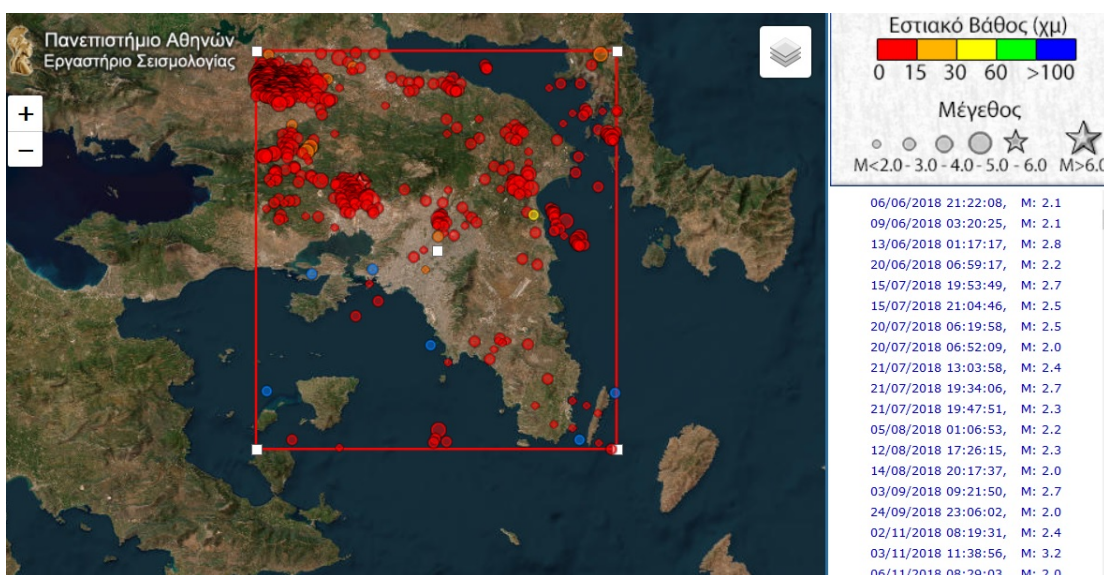 Πανεπιστήμιο Αθηνών
Εργαστήριο Σεισμολογίας
+
−
Εστιακό Βάθος (χμ)
0 15 30 60 >100
Μέγεθος
M<2.0 - 3.0 - 4.0 - 5.0 - 6.0 M>6.0
06/06/2018 21:22:08, M: 2.1
09/06/2018 03:20:25, M: 2.1
13/06/2018 01:17:17, M: 2.8
20/06/2018 06:59:17, M: 2.2
15/07/2018 19:53:49, M: 2.7
15/07/2018 21:04:46, M: 2.5
20/07/2018 06:19:58, M: 2.5
20/07/2018 06:52:09, M: 2.0
21/07/2018 13:03:58, M: 2.4
21/07/2018 19:34:06, M: 2.7
21/07/2018 19:47:51, M: 2.3
05/08/2018 01:06:53, M: 2.2
12/08/2018 17:26:15, M: 2.3
14/08/2018 20:17:37, M: 2.0
03/09/2018 09:21:50, M: 2.7
24/09/2018 23:06:02, M: 2.0
02/11/2018 08:19:31, M: 2.4
03/11/2018 11:38:56, M: 3.2
06/11/2018 08:29:03, M: 2.0